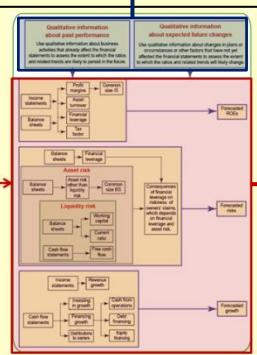 Qualitative information
about past performance
Use qualitative information about business
activities that already affected the financial
statements to assess the extent to which the ratios
and related trends are likely to persist in the future.
Qualitative information
about expected future changes
Use qualitative information about changes in plans or
circumstances or other factors that have not yet
affected the financial statements to assess the extent to
which the ratios and related trends will likely change.
Profit
margins
Common
size IS
Income
statements
Asset
turnover
Balance
sheets
Financial
leverage
Tax
factor
Forecasted
ROEs
Balance
sheets
Financial
leverage
Asset risk
Balance
sheets
Asset risk
other than
liquidity
risk
Common
size BS
Liquidity risk
Balance
sheets
Working
capital
Current
ratio
Cash flow
statements
Free cash
flow
Consequences
of financial
leverage on
riskiness of
owners' claims,
which depends
on financial
leverage and
asset risk.
Forecasted
risks
Income
statements
Revenue
growth
Cash flow
statements
Investing
in growth
Financing
growth
Distributions
to owners
Cash from
operations
Debt
financing
Equity
financing
Forecasted
growth